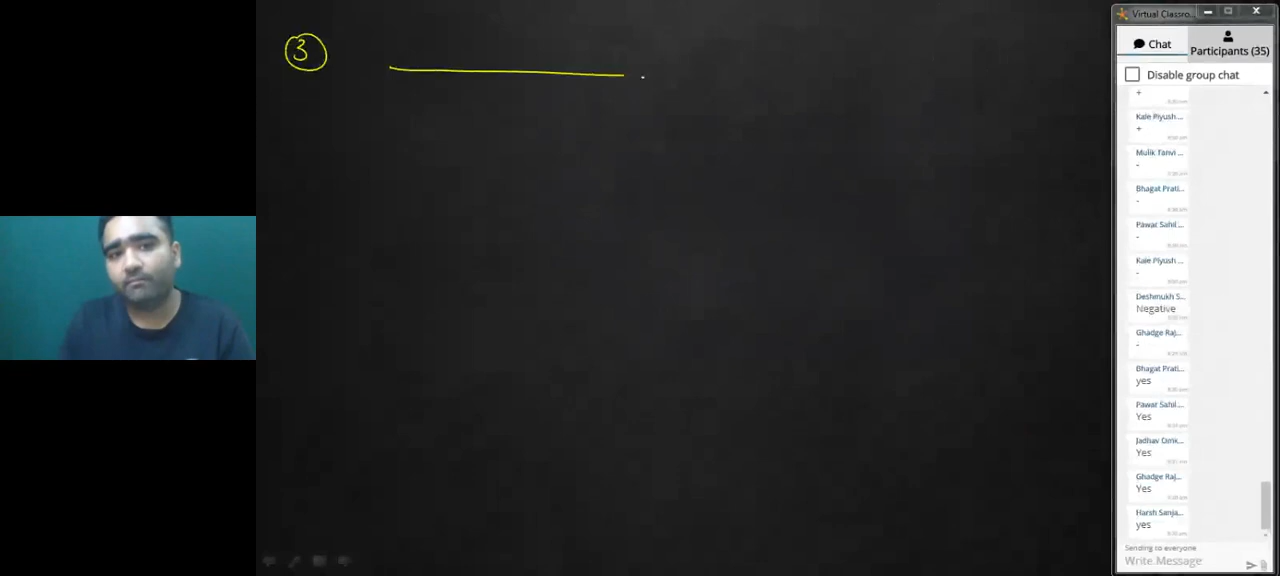 3
Virtual Classro...
Chat
Participants (35)
Disable group chat
+
Kale Piyush ...
+
Mulik Tanvi ...
-
Bhagat Prati...
-
Pawar Sahil ...
-
Kale Piyush ...
-
Deshmukh S...
Negative
Ghadge Raj...
-
Bhagat Prati...
yes
Pawar Sahil ...
Yes
Jadhav Omk...
Yes
Ghadge Raj...
Yes
Harsh Sanja...
yes
Sending to everyone
Write Message